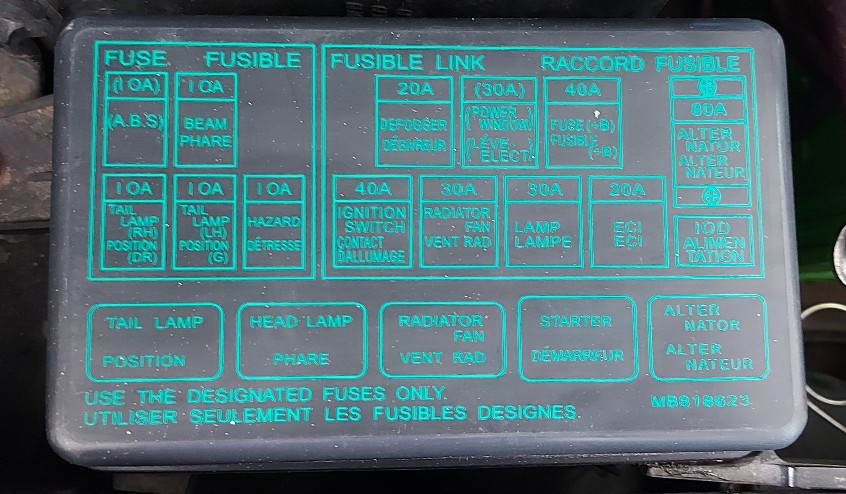 FUSE FUSIBLE
(10A)
(A.B.S)
10A
BEAM
PHARE
10A
TAIL
LAMP
(RH)
POSITION
(DR)
10A
TAIL
LAMP
(LH)
POSITION
(G)
10A
HAZARD
DÉTRESSE
FUSIBLE LINK RACCORD FUSIBLE
20A
DEFOGGER
DÉGIVREUR
(30A)
(POWER
WINDOW)
(LÉVE
ELECT.)
40A
FUSE(+B)
FUSIBLE
(+B)
80A
ALTER
NATOR
ALTER
NATEUR
40A
IGNITION
SWITCH
CONTACT
D'ALLUMAGE
30A
RADIATOR
FAN
VENT RAD
30A
LAMP
LAMPE
20A
ECI
ECI
IOD
ALIMEN
TATION
TAIL LAMP
POSITION
HEAD LAMP
PHARE
RADIATOR
FAN
VENT RAD
STARTER
DÉMARREUR
ALTER
NATOR
ALTER
NATEUR
USE THE DESIGNATED FUSES ONLY.
UTILISER SEULEMENT LES FUSIBLES DESIGNES.
MB818623